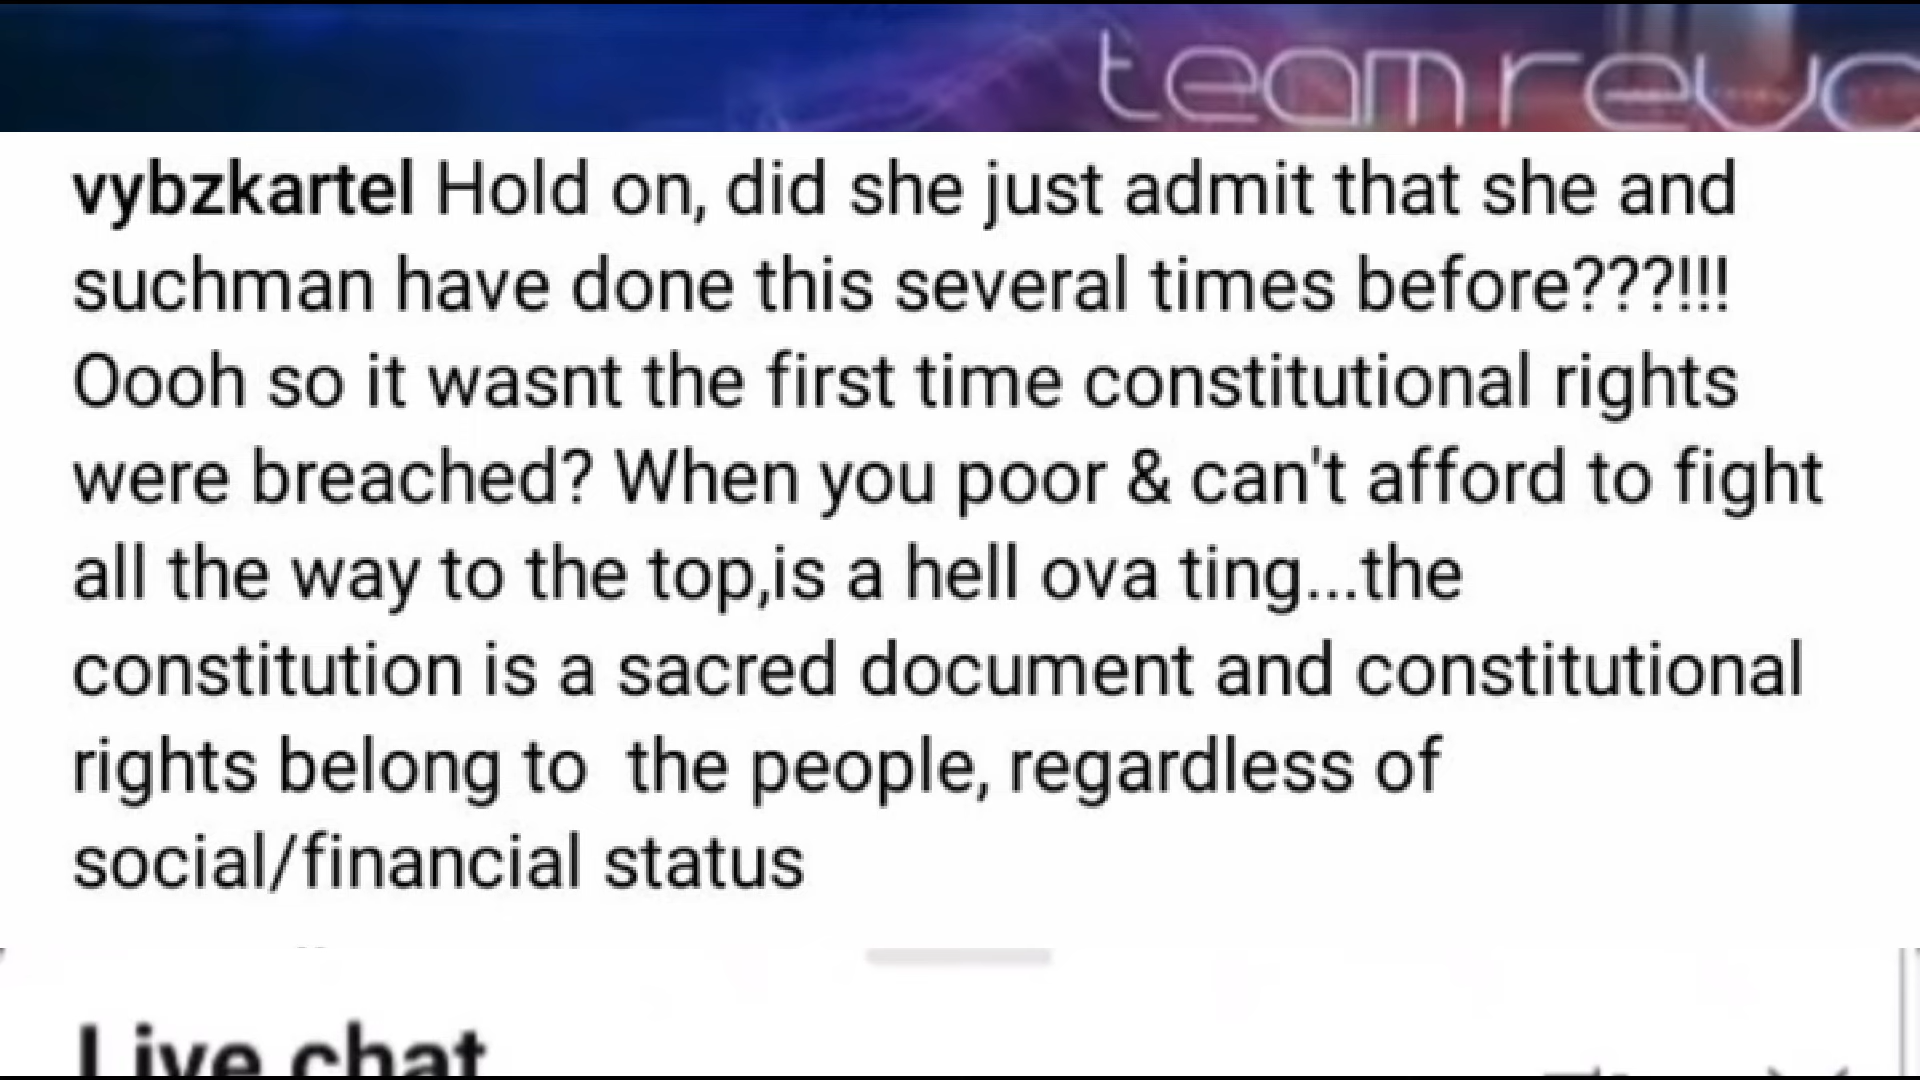 team revo
vybzkartel Hold on, did she just admit that she and
suchman have done this several times before???!!!
Oooh so it wasnt the first time constitutional rights
were breached? When you poor & can't afford to fight
all the way to the top,is a hell ova ting...the
constitution is a sacred document and constitutional
rights belong to  the people, regardless of
social/financial status
Live chat